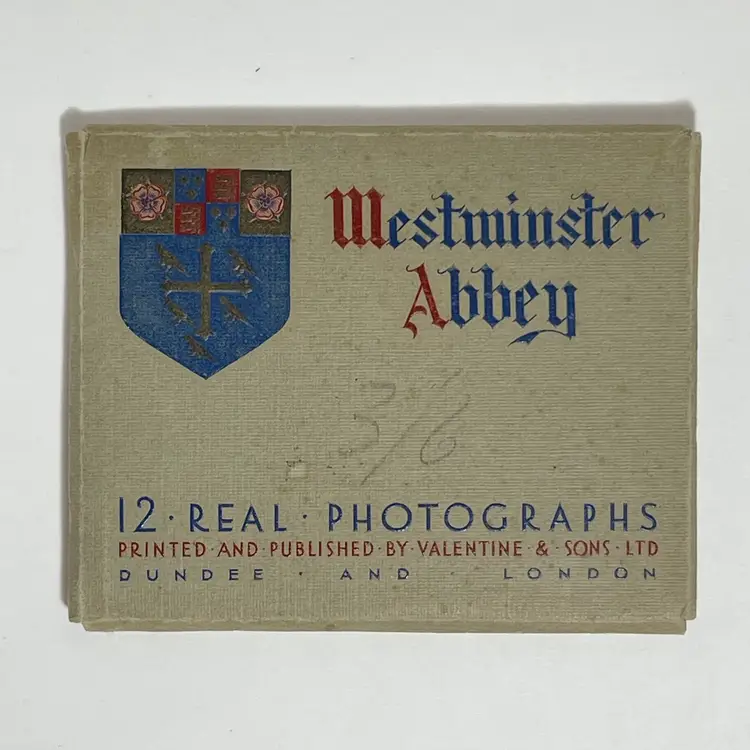 Westminster
Abbey
3/6
12 · REAL · PHOTOGRAPHS
PRINTED · AND · PUBLISHED · BY · VALENTINE · & · SONS · LTD
DUNDEE · AND · LONDON